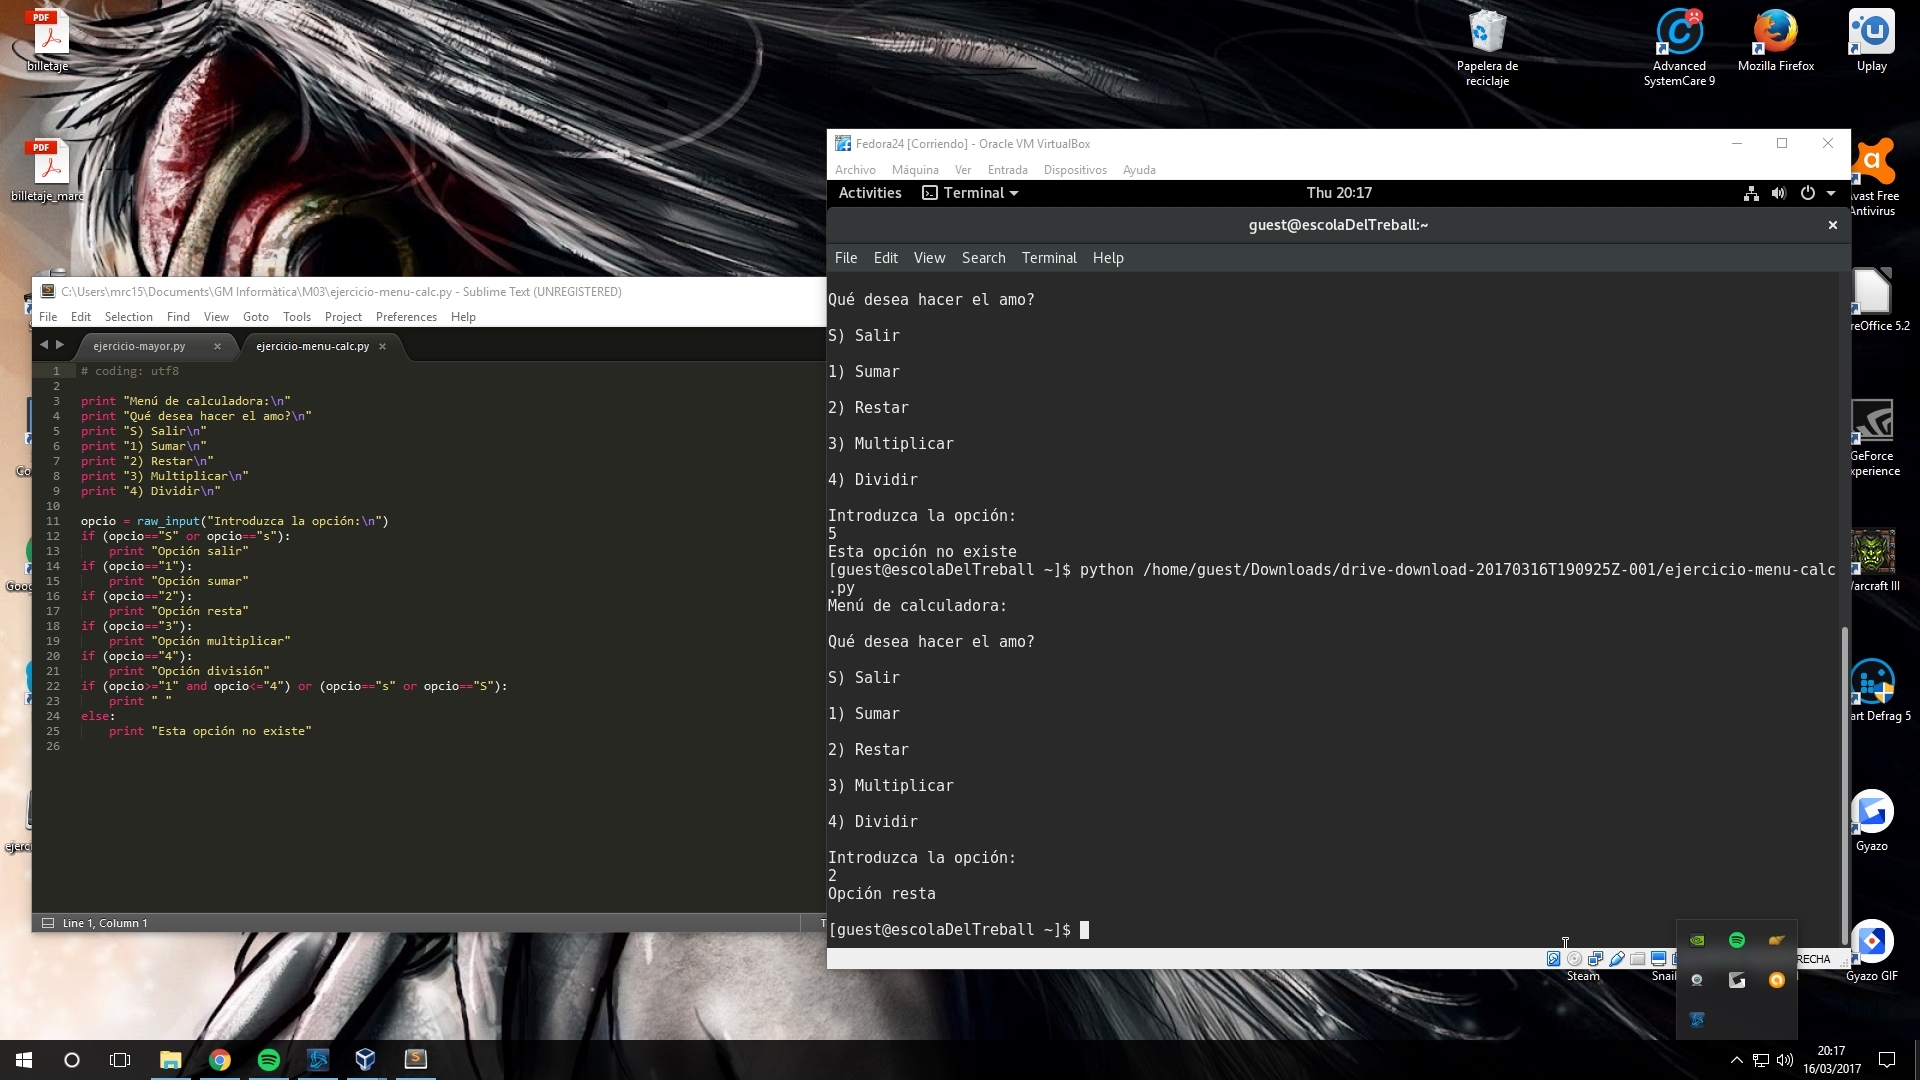 billetaje
billetaje_marc
Papelera de
reciclaje
Advanced
SystemCare 9
Mozilla Firefox
Uplay
Avast Free
Antivirus
reOffice 5.2
GeForce
xperience
Warcraft III
art Defrag 5
Gyazo
Gyazo GIF
C:\Users\mrc15\Documents\GM Informàtica\M03\ejercicio-menu-calc.py - Sublime Text (UNREGISTERED)
File Edit Selection Find View Goto Tools Project Preferences Help
ejercicio-mayor.py × ejercicio-menu-calc.py ×
1 # coding: utf8
2
3 print "Menú de calculadora:\n"
4 print "Qué desea hacer el amo?\n"
5 print "S) Salir\n"
6 print "1) Sumar\n"
7 print "2) Restar\n"
8 print "3) Multiplicar\n"
9 print "4) Dividir\n"
10
11 opcio = raw_input("Introduzca la opción:\n")
12 if (opcio=="S" or opcio=="s"):
13 print "Opción salir"
14 if (opcio=="1"):
15 print "Opción sumar"
16 if (opcio=="2"):
17 print "Opción resta"
18 if (opcio=="3"):
19 print "Opción multiplicar"
20 if (opcio=="4"):
21 print "Opción división"
22 if (opcio>="1" and opcio<="4") or (opcio=="s" or opcio=="S"):
23 print " "
24 else:
25 print "Esta opción no existe"
26
Line 1, Column 1
Fedora24 [Corriendo] - Oracle VM VirtualBox
Archivo Máquina Ver Entrada Dispositivos Ayuda
Activities Terminal Thu 20:17
guest@escolaDelTreball:~
File Edit View Search Terminal Help
Qué desea hacer el amo?
S) Salir
1) Sumar
2) Restar
3) Multiplicar
4) Dividir
Introduzca la opción:
5
Esta opción no existe
[guest@escolaDelTreball ~]$ python /home/guest/Downloads/drive-download-20170316T190925Z-001/ejercicio-menu-calc
.py
Menú de calculadora:
Qué desea hacer el amo?
S) Salir
1) Sumar
2) Restar
3) Multiplicar
4) Dividir
Introduzca la opción:
2
Opción resta
[guest@escolaDelTreball ~]$
RECHA
Steam
Snail
20:17
16/03/2017